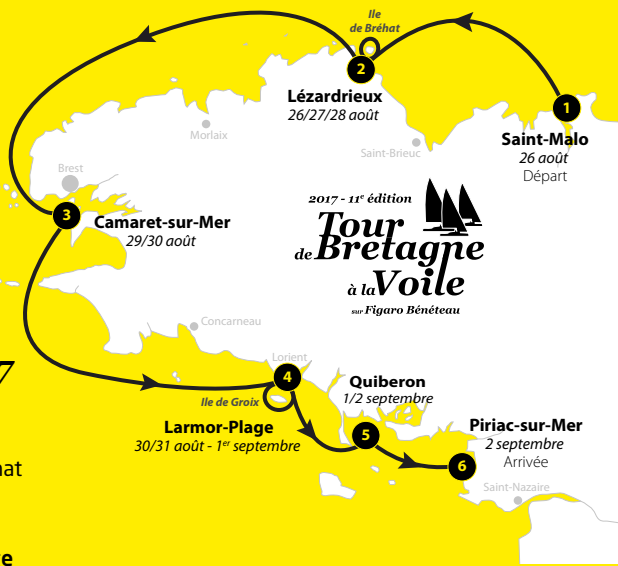 Ile
de Bréhat
2
1
Lézardrieux
26/27/28 août
Saint-Malo
26 août
Départ
Morlaix
Saint-Brieuc
Brest
3
Camaret-sur-Mer
29/30 août
2017 - 11e édition
Tour
de Bretagne
à la Voile
sur Figaro Bénéteau
Concarneau
Lorient
4
Ile de Groix
Larmor-Plage
30/31 août - 1er septembre
Quiberon
1/2 septembre
5
Piriac-sur-Mer
2 septembre
Arrivée
6
Saint-Nazaire
7
nat
e